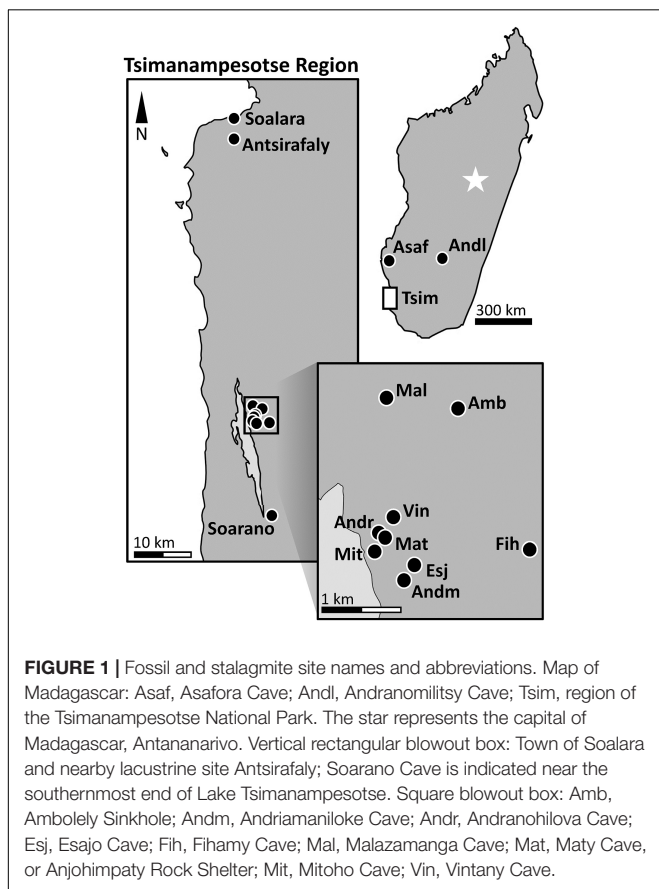 Tsimanampesotse Region
N
Soalara
Antsirafaly
Asaf
Andl
Tsim
300 km
Mal
Amb
Vin
Andr
Mat
Mit
Fih
Esj
Andm
1 km
Soarano
10 km
FIGURE 1 | Fossil and stalagmite site names and abbreviations. Map of
Madagascar: Asaf, Asafora Cave; Andl, Andranomilitsy Cave; Tsim, region of
the Tsimanampesotse National Park. The star represents the capital of
Madagascar, Antananarivo. Vertical rectangular blowout box: Town of Soalara
and nearby lacustrine site Antsirafaly; Soarano Cave is indicated near the
southernmost end of Lake Tsimanampesotse. Square blowout box: Amb,
Ambolely Sinkhole; Andm, Andriamaniloke Cave; Andr, Andranohilova Cave;
Esj, Esajo Cave; Fih, Fihamy Cave; Mal, Malazamanga Cave; Mat, Maty Cave,
or Anjohimpaty Rock Shelter; Mit, Mitoho Cave; Vin, Vintany Cave.